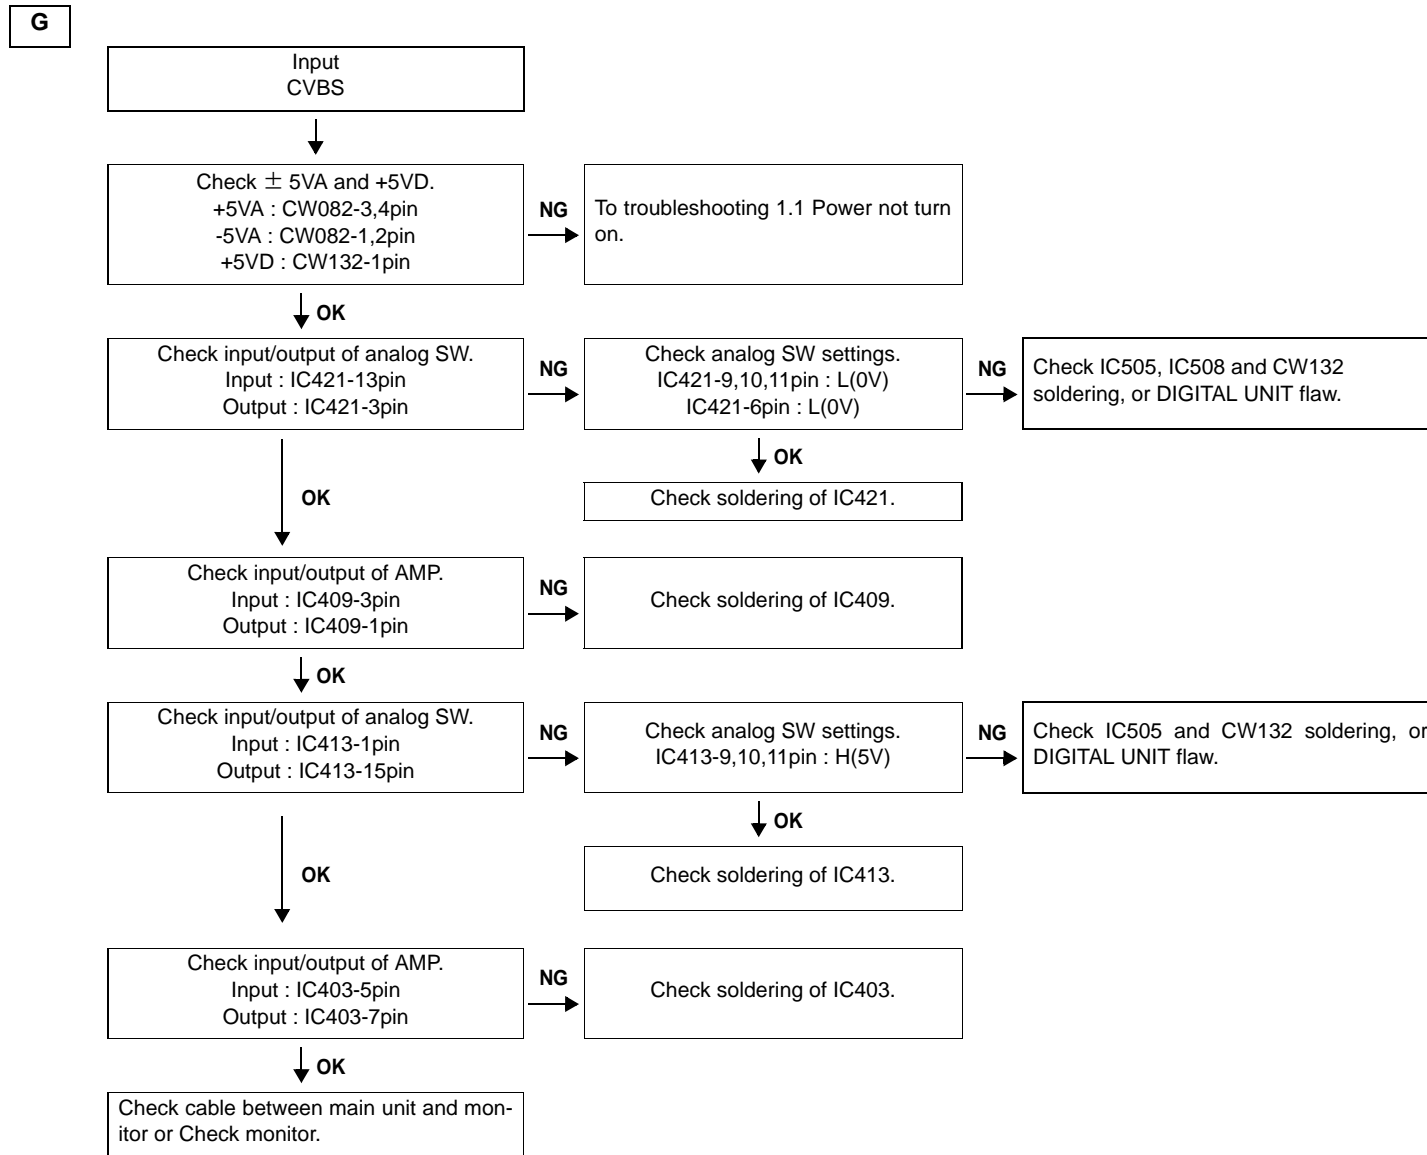 G
Input
CVBS
Check ± 5VA and +5VD.
+5VA : CW082-3,4pin
-5VA : CW082-1,2pin
+5VD : CW132-1pin
NG
To troubleshooting 1.1 Power not turn
on.
OK
Check input/output of analog SW.
Input : IC421-13pin
Output : IC421-3pin
NG
Check analog SW settings.
IC421-9,10,11pin : L(0V)
IC421-6pin : L(0V)
NG
Check IC505, IC508 and CW132
soldering, or DIGITAL UNIT flaw.
OK
Check soldering of IC421.
OK
Check input/output of AMP.
Input : IC409-3pin
Output : IC409-1pin
NG
Check soldering of IC409.
OK
Check input/output of analog SW.
Input : IC413-1pin
Output : IC413-15pin
NG
Check analog SW settings.
IC413-9,10,11pin : H(5V)
NG
Check IC505 and CW132 soldering, or
DIGITAL UNIT flaw.
OK
Check soldering of IC413.
OK
Check input/output of AMP.
Input : IC403-5pin
Output : IC403-7pin
NG
Check soldering of IC403.
OK
Check cable between main unit and mon-
itor or Check monitor.